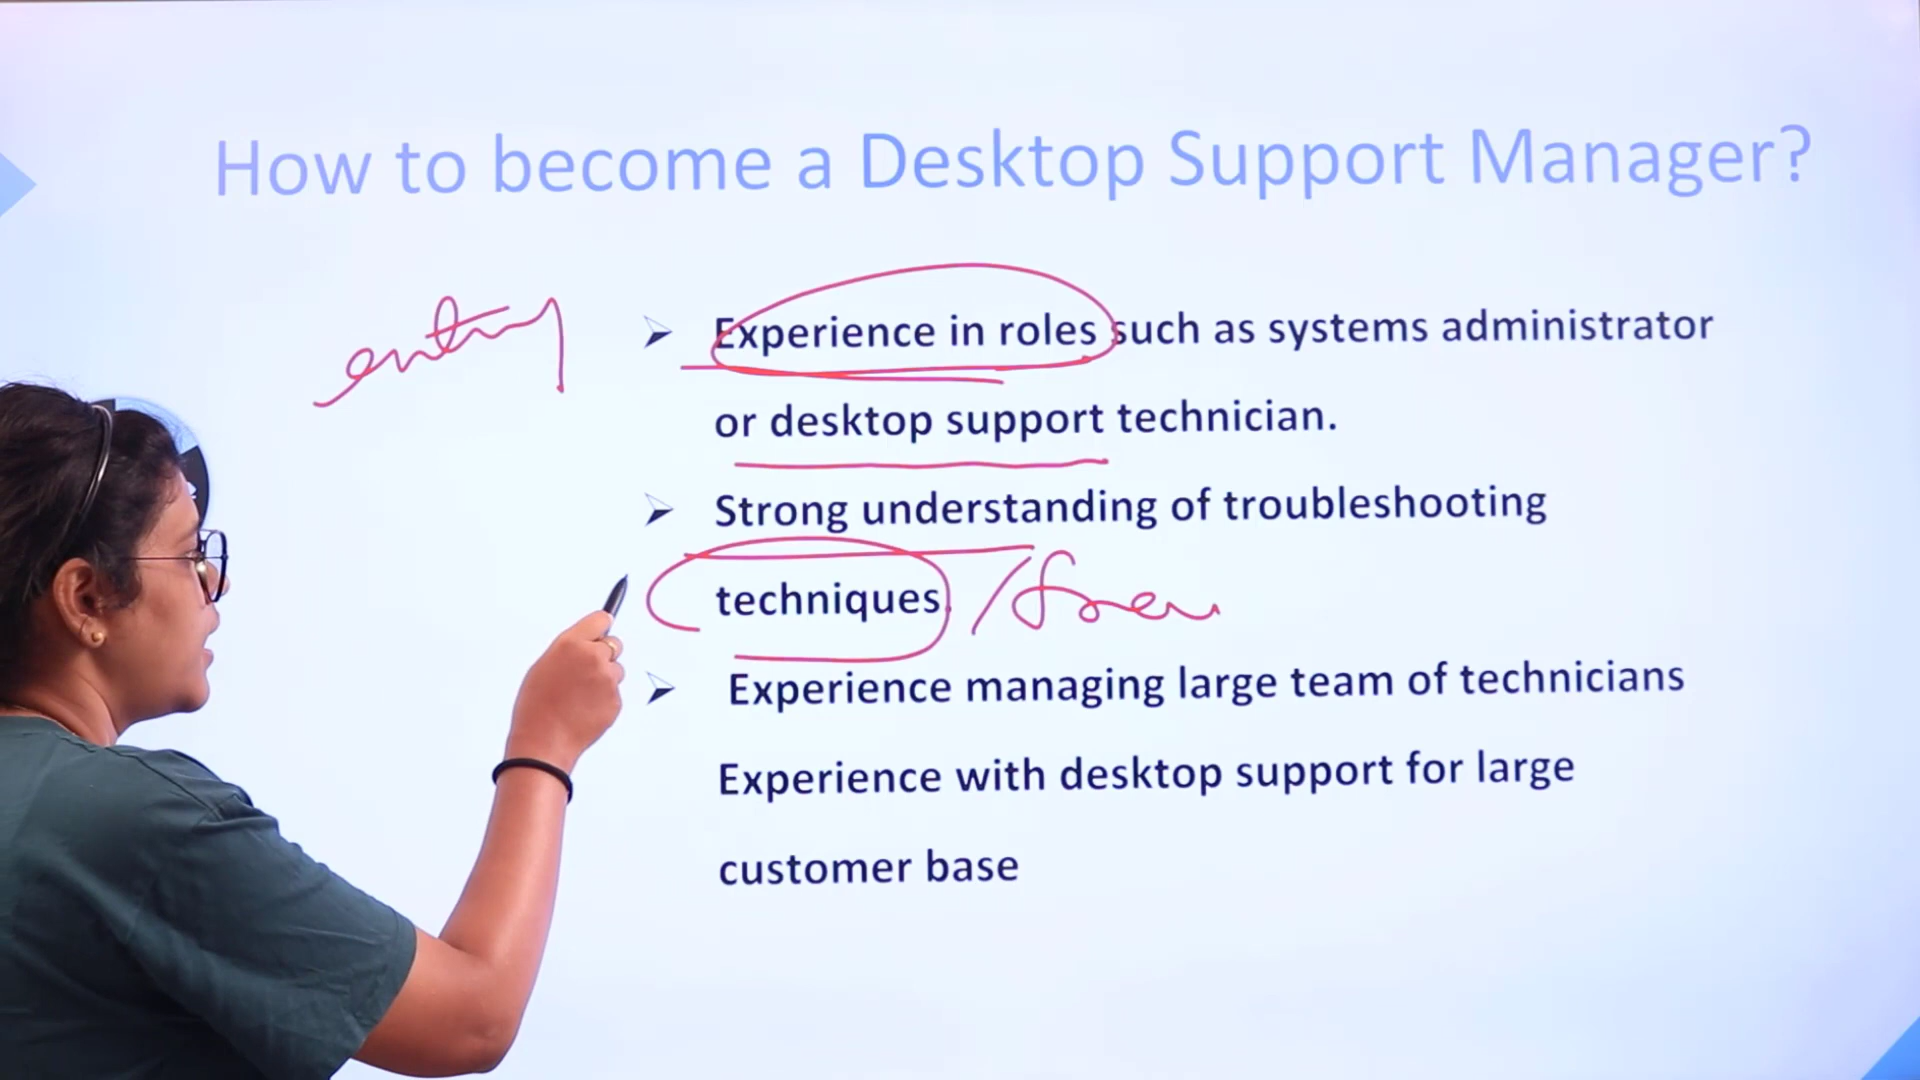 How to become a Desktop Support Manager?
entry
Experience in roles such as systems administrator
or desktop support technician.
Strong understanding of troubleshooting
techniques
Experience managing large team of technicians
Experience with desktop support for large
customer base